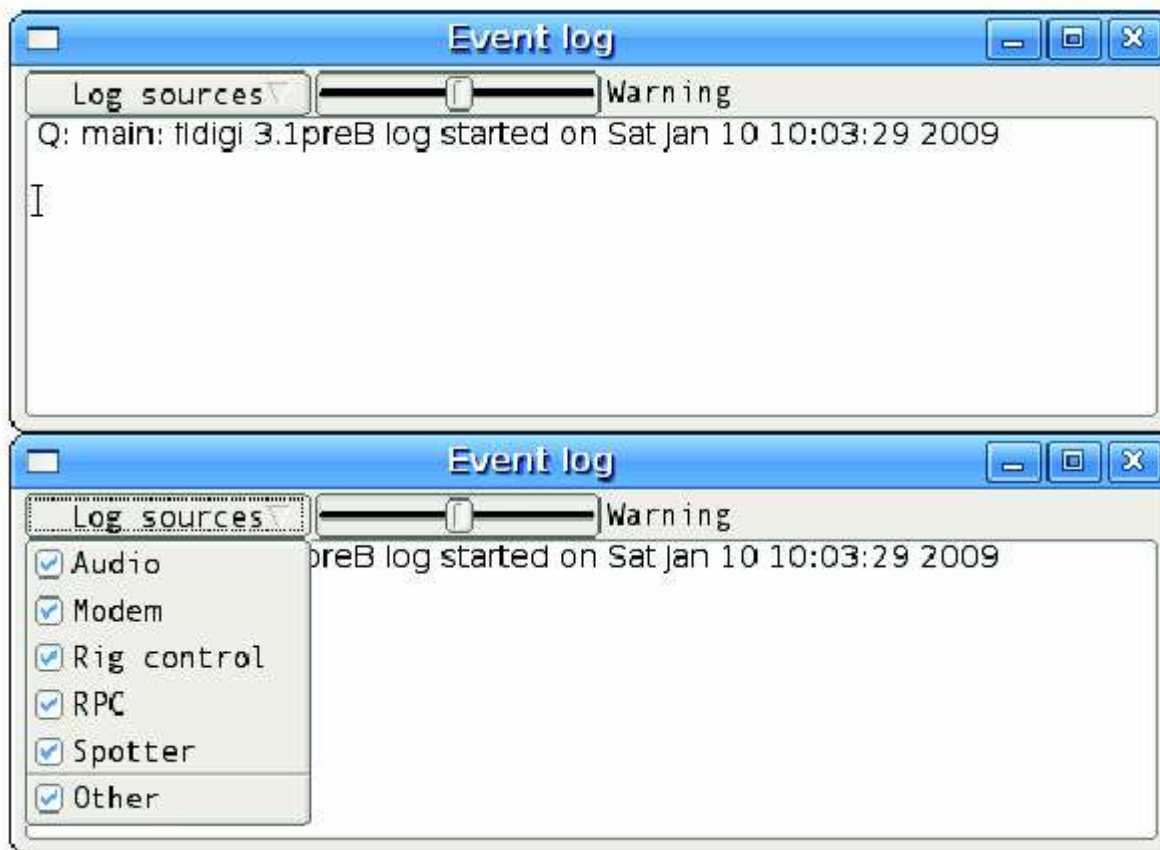 Event log
Log sources Warning
Q: main: fldigi 3.1preB log started on Sat Jan 10 10:03:29 2009
Event log
Log sources Warning
preB log started on Sat Jan 10 10:03:29 2009
Audio
Modem
Rig control
RPC
Spotter
Other